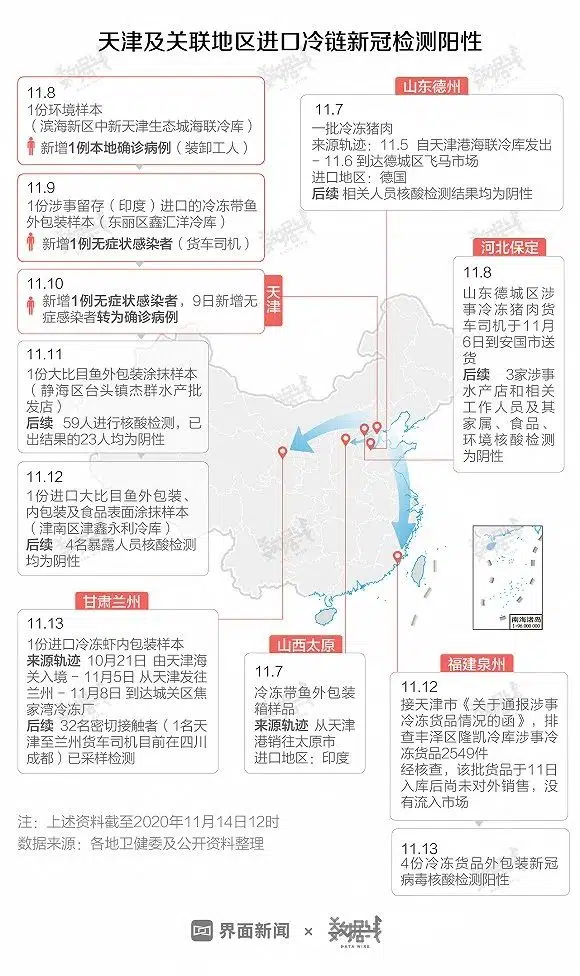 天津及关联地区进口冷链新冠检测阳性
11.8
1份环境样本
（滨海新区中新天津生态城海联冷库）
新增1例本地确诊病例（装卸工人）
11.9
1份涉事留存（印度）进口的冷冻带鱼
外包装样本（东丽区鑫汇洋冷库）
新增1例无症状感染者（货车司机）
11.10
新增1例无症状感染者，9日新增无
症感染者转为确诊病例
天津
11.11
1份大比目鱼外包装涂抹样本
（静海区台头镇杰群水产批
发店）
后续 59人进行核酸检测，已
出结果的23人均为阴性
11.12
1份进口大比目鱼外包装、
内包装及食品表面涂抹样本
（津南区津鑫永利冷库）
后续 4名暴露人员核酸检测
均为阴性
山东德州
11.7
一批冷冻猪肉
来源轨迹：11.5 自天津港海联冷库发出
- 11.6 到达德城区飞马市场
进口地区：德国
后续 相关人员核酸检测结果均为阴性
河北保定
11.8
山东德城区涉
事冷冻猪肉货
车司机于11月
6日到安国市送
货
后续 3家涉事
水产店和相关
工作人员及其
家属、食品、
环境核酸检测
为阴性
甘肃兰州
11.13
1份进口冷冻虾内包装样本
来源轨迹 10月21日 由天津海
关入境 - 11月5日 从天津发往
兰州 - 11月8日 到达城关区焦
家湾冷冻厂
后续 32名密切接触者（1名天
津至兰州货车司机目前在四川
成都）已采样检测
山西太原
11.7
冷冻带鱼外包装
箱样品
来源轨迹 从天津
港销往太原市
进口地区：印度
南海诸岛
福建泉州
11.12
接天津市《关于通报涉事
冷冻货品情况的函》，排
查丰泽区隆凯冷库涉事冷
冻货品2549件
经核查，该批货品于11日
入库后尚未对外销售，没
有流入市场
11.13
4份冷冻货品外包装新冠
病毒核酸检测阳性
注：上述资料截至2020年11月14日12时
数据来源：各地卫健委及公开资料整理
界面新闻 × 数据线
DATA WIRE